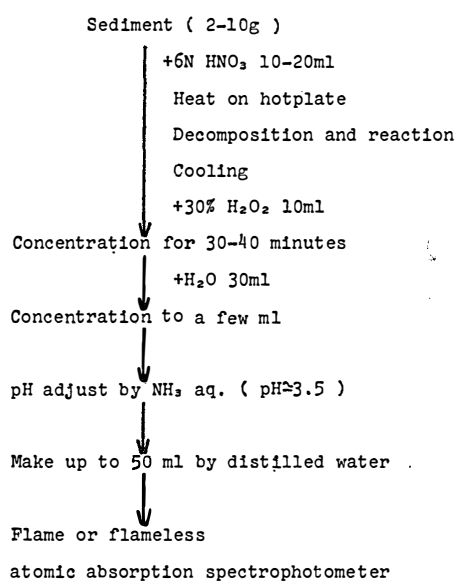 Sediment ( 2-10g )
+6N HNO₃ 10-20ml
Heat on hotplate
Decomposition and reaction
Cooling
+30% H₂O₂ 10ml
Concentration for 30-40 minutes
+H₂O 30ml
Concentration to a few ml
pH adjust by NH₃ aq. ( pH≃3.5 )
Make up to 50 ml by distilled water
Flame or flameless
atomic absorption spectrophotometer